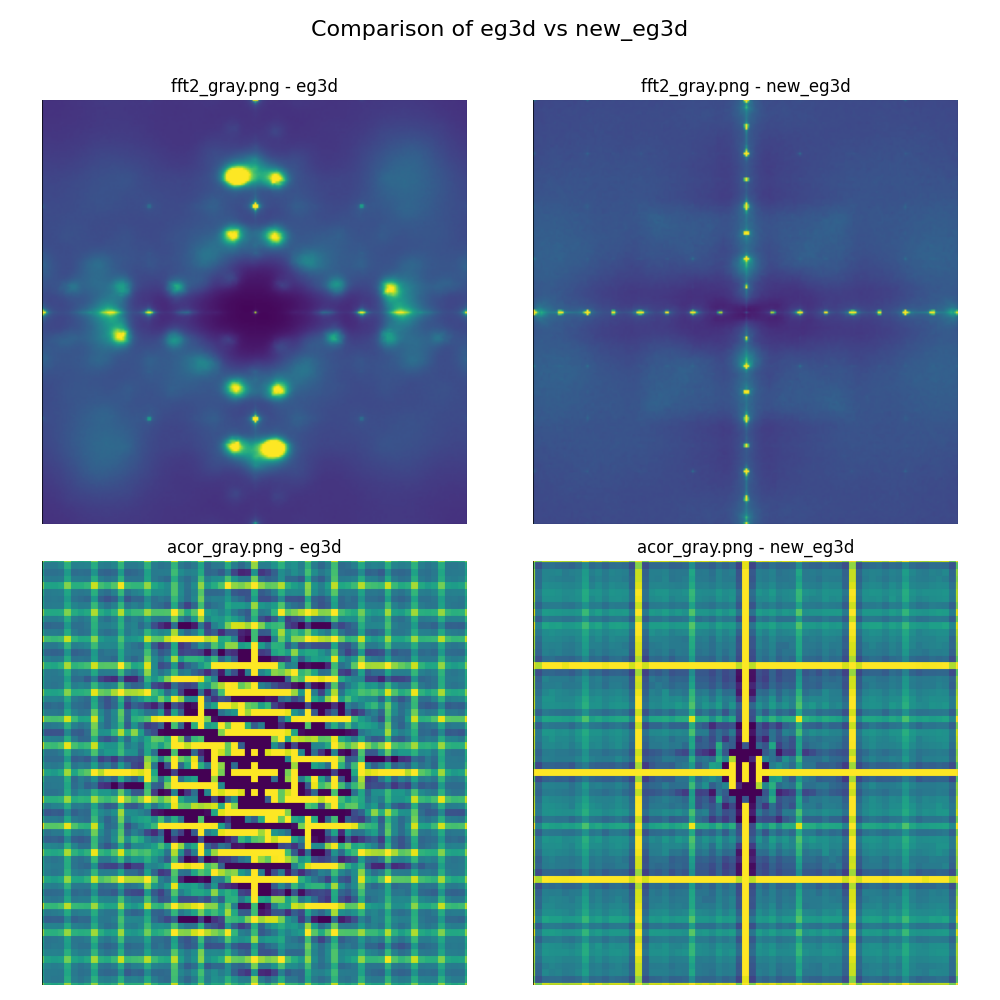 Comparison of eg3d vs new_eg3d
fft2_gray.png - eg3d
fft2_gray.png - new_eg3d
acor_gray.png - eg3d
acor_gray.png - new_eg3d